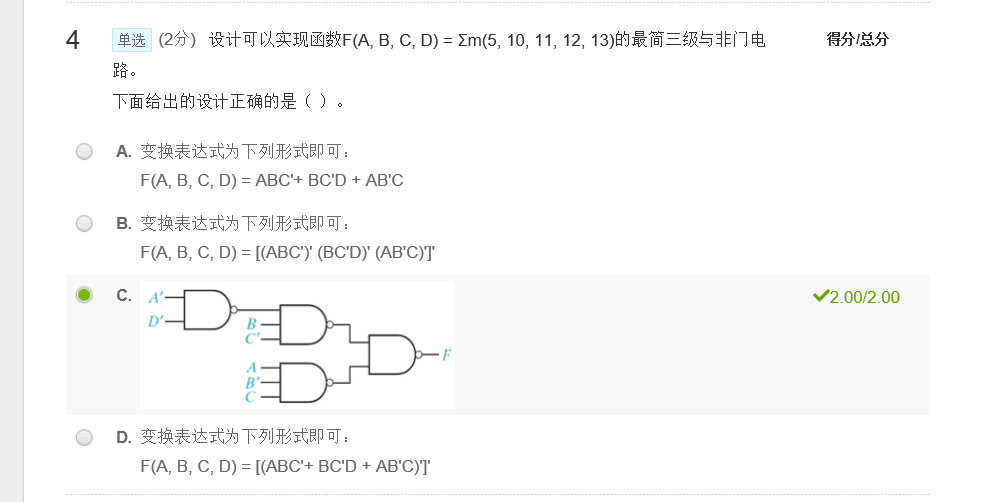 4 单选 (2分) 设计可以实现函数F(A, B, C, D) = Σm(5, 10, 11, 12, 13)的最简三级与非门电 得分/总分
路。
下面给出的设计正确的是（ ）。
A. 变换表达式为下列形式即可：
F(A, B, C, D) = ABC'+ BC'D + AB'C
B. 变换表达式为下列形式即可：
F(A, B, C, D) = [(ABC')' (BC'D)' (AB'C)']'
C. 2.00/2.00
A'
D'
B
C'
A
B'
C
F
D. 变换表达式为下列形式即可：
F(A, B, C, D) = [(ABC'+ BC'D + AB'C)']'